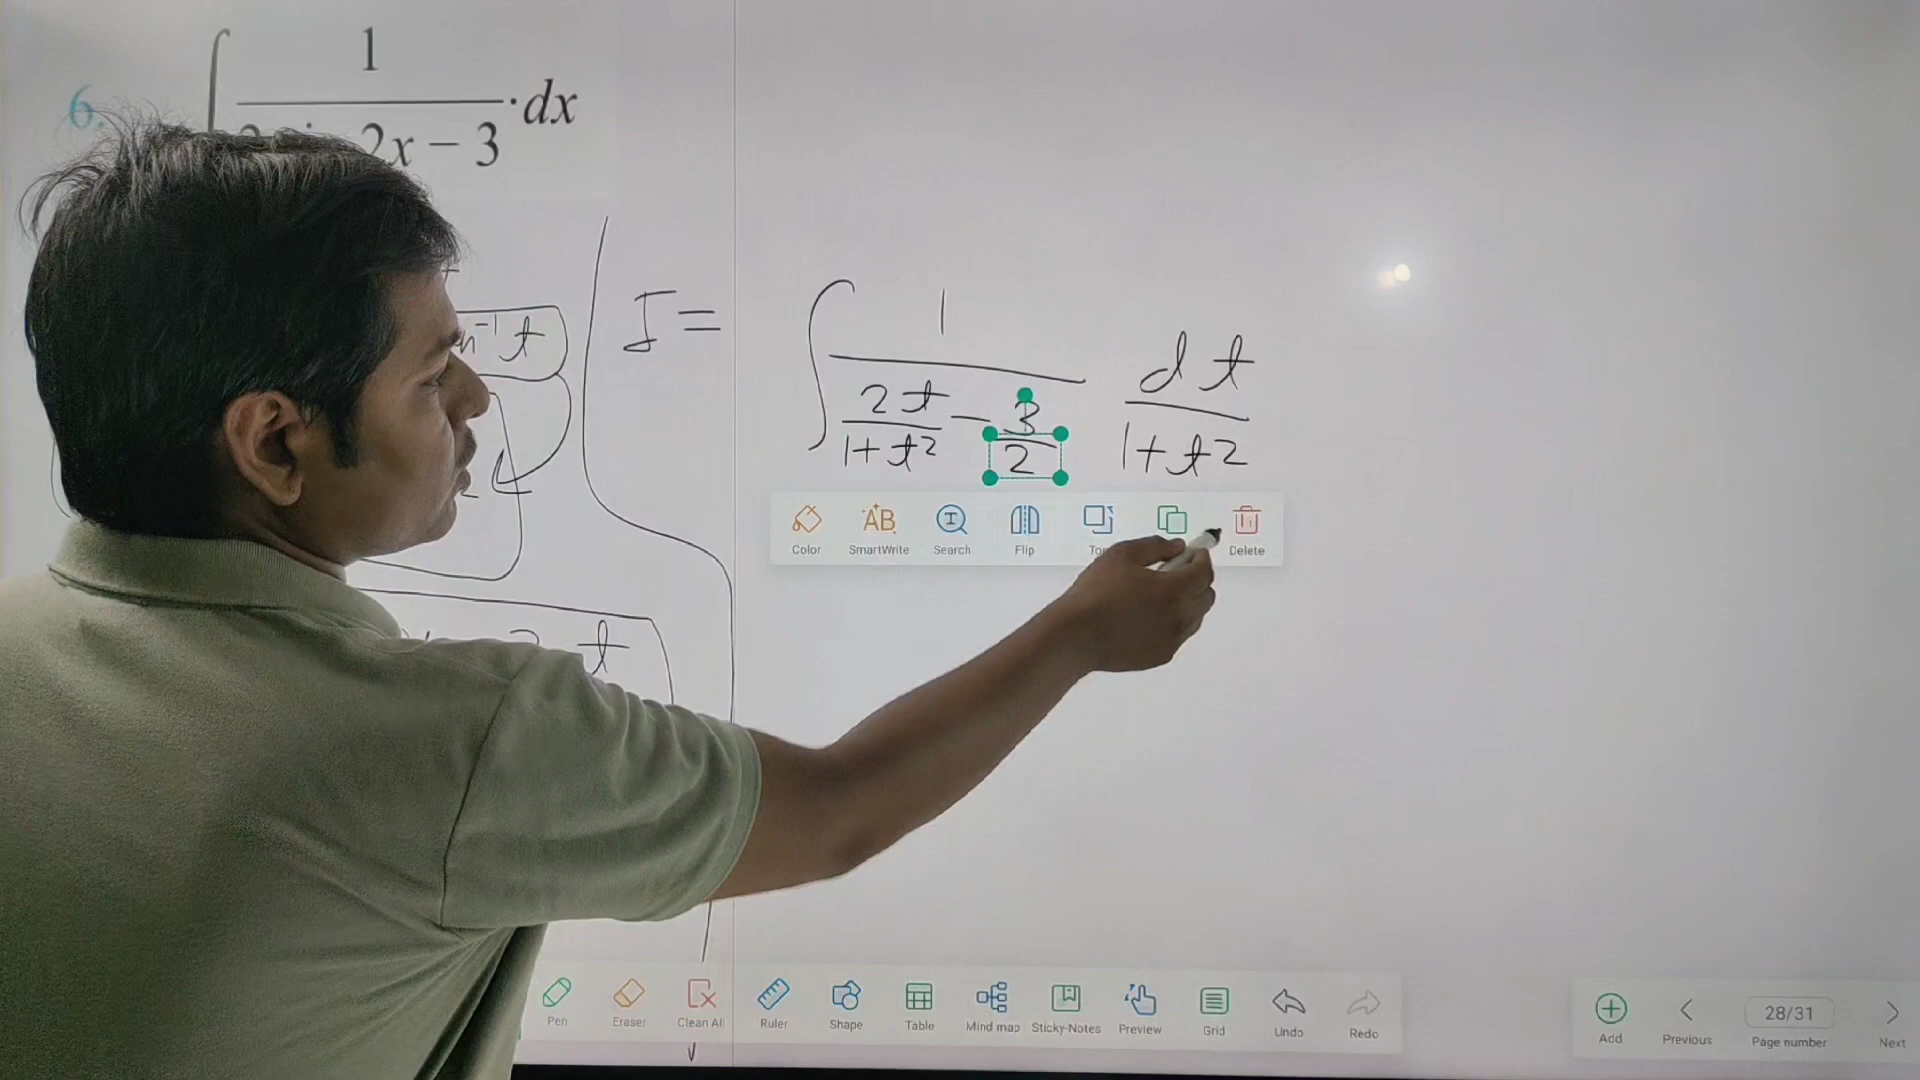 6. ∫ 1
2x − 3 · dx
n⁻¹ t
I = ∫ 1 / (2t / 1+t² − 3 / 2) dt / 1+t²
t
Color SmartWrite Search Flip Delete
Pen Eraser Clean All Ruler Shape Table Mind map Sticky-Notes Preview Grid Undo Redo
Add Previous 28/31 Page number Next